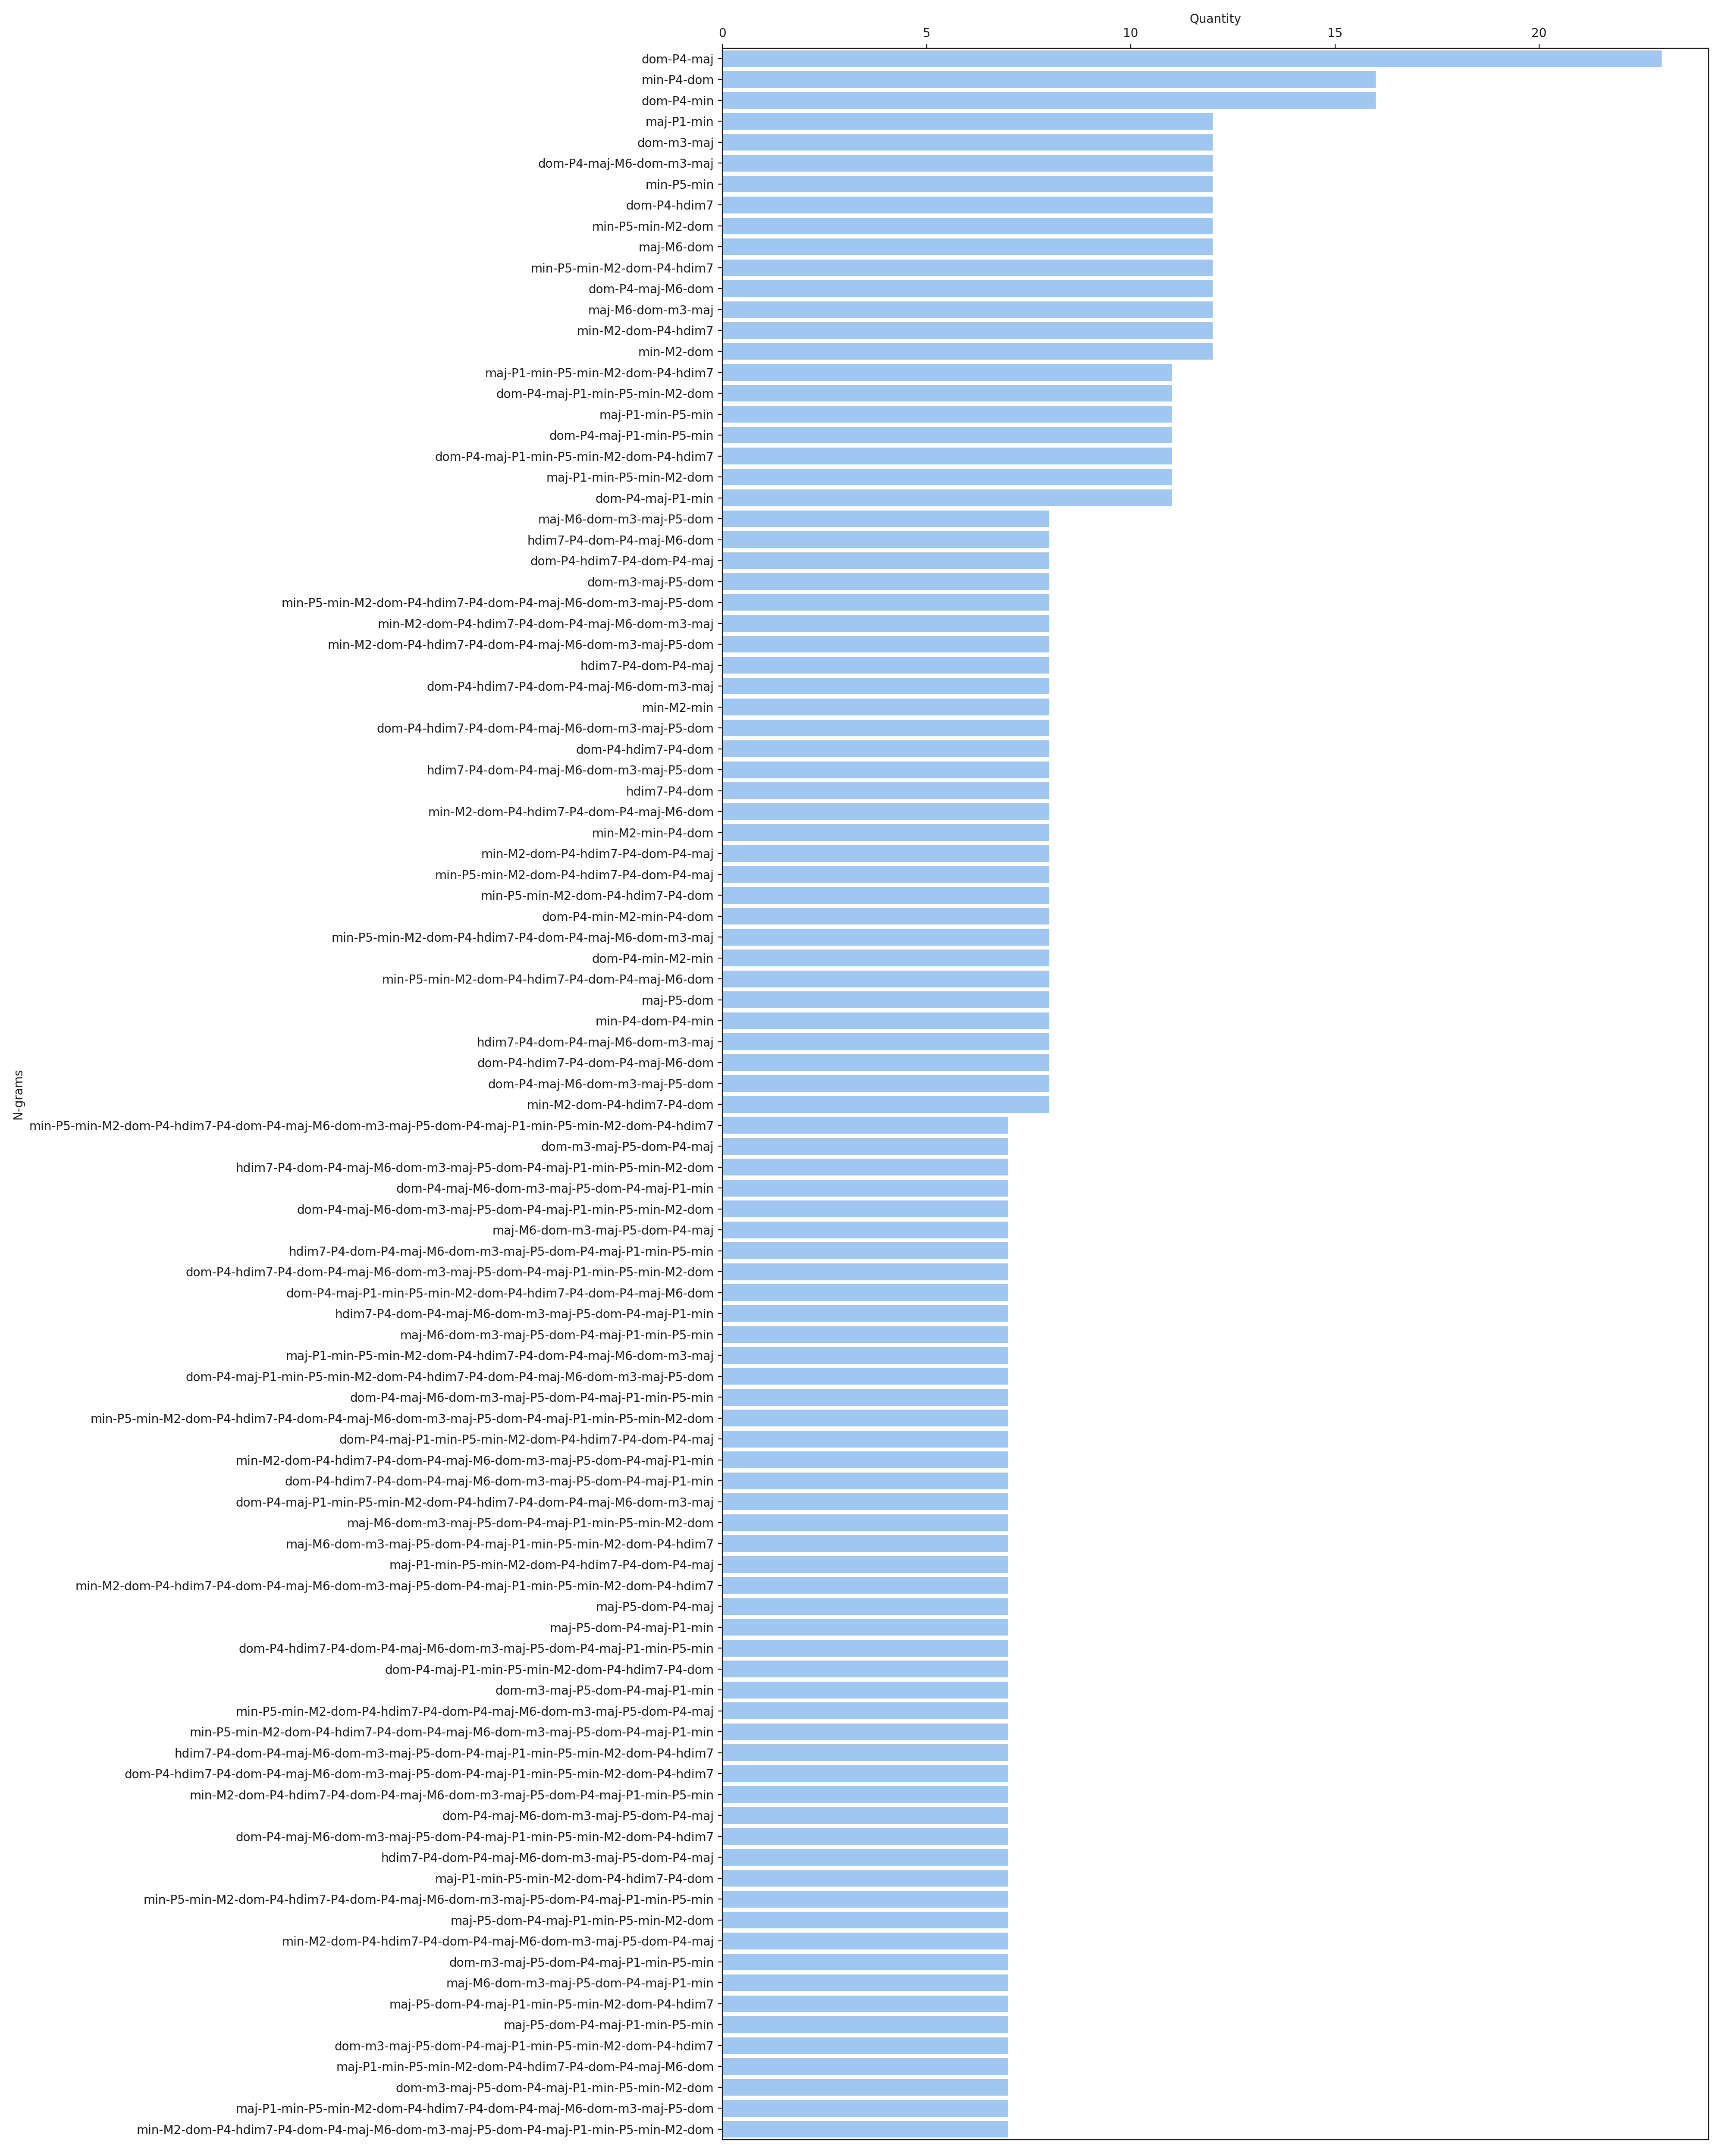 Quantity
0 5 10 15 20
dom-P4-maj
min-P4-dom
dom-P4-min
maj-P1-min
dom-m3-maj
dom-P4-maj-M6-dom-m3-maj
min-P5-min
dom-P4-hdim7
min-P5-min-M2-dom
maj-M6-dom
min-P5-min-M2-dom-P4-hdim7
dom-P4-maj-M6-dom
maj-M6-dom-m3-maj
min-M2-dom-P4-hdim7
min-M2-dom
maj-P1-min-P5-min-M2-dom-P4-hdim7
dom-P4-maj-P1-min-P5-min-M2-dom
maj-P1-min-P5-min
dom-P4-maj-P1-min-P5-min
dom-P4-maj-P1-min-P5-min-M2-dom-P4-hdim7
maj-P1-min-P5-min-M2-dom
dom-P4-maj-P1-min
maj-M6-dom-m3-maj-P5-dom
hdim7-P4-dom-P4-maj-M6-dom
dom-P4-hdim7-P4-dom-P4-maj
dom-m3-maj-P5-dom
min-P5-min-M2-dom-P4-hdim7-P4-dom-P4-maj-M6-dom-m3-maj-P5-dom
min-M2-dom-P4-hdim7-P4-dom-P4-maj-M6-dom-m3-maj
min-M2-dom-P4-hdim7-P4-dom-P4-maj-M6-dom-m3-maj-P5-dom
hdim7-P4-dom-P4-maj
dom-P4-hdim7-P4-dom-P4-maj-M6-dom-m3-maj
min-M2-min
dom-P4-hdim7-P4-dom-P4-maj-M6-dom-m3-maj-P5-dom
dom-P4-hdim7-P4-dom
hdim7-P4-dom-P4-maj-M6-dom-m3-maj-P5-dom
hdim7-P4-dom
min-M2-dom-P4-hdim7-P4-dom-P4-maj-M6-dom
min-M2-min-P4-dom
min-M2-dom-P4-hdim7-P4-dom-P4-maj
min-P5-min-M2-dom-P4-hdim7-P4-dom-P4-maj
min-P5-min-M2-dom-P4-hdim7-P4-dom
dom-P4-min-M2-min-P4-dom
min-P5-min-M2-dom-P4-hdim7-P4-dom-P4-maj-M6-dom-m3-maj
dom-P4-min-M2-min
min-P5-min-M2-dom-P4-hdim7-P4-dom-P4-maj-M6-dom
maj-P5-dom
min-P4-dom-P4-min
hdim7-P4-dom-P4-maj-M6-dom-m3-maj
dom-P4-hdim7-P4-dom-P4-maj-M6-dom
dom-P4-maj-M6-dom-m3-maj-P5-dom
min-M2-dom-P4-hdim7-P4-dom
N-grams
min-P5-min-M2-dom-P4-hdim7-P4-dom-P4-maj-M6-dom-m3-maj-P5-dom-P4-maj-P1-min-P5-min-M2-dom-P4-hdim7
dom-m3-maj-P5-dom-P4-maj
hdim7-P4-dom-P4-maj-M6-dom-m3-maj-P5-dom-P4-maj-P1-min-P5-min-M2-dom
dom-P4-maj-M6-dom-m3-maj-P5-dom-P4-maj-P1-min
dom-P4-maj-M6-dom-m3-maj-P5-dom-P4-maj-P1-min-P5-min-M2-dom
maj-M6-dom-m3-maj-P5-dom-P4-maj
hdim7-P4-dom-P4-maj-M6-dom-m3-maj-P5-dom-P4-maj-P1-min-P5-min
dom-P4-hdim7-P4-dom-P4-maj-M6-dom-m3-maj-P5-dom-P4-maj-P1-min-P5-min-M2-dom
dom-P4-maj-P1-min-P5-min-M2-dom-P4-hdim7-P4-dom-P4-maj-M6-dom
hdim7-P4-dom-P4-maj-M6-dom-m3-maj-P5-dom-P4-maj-P1-min
maj-M6-dom-m3-maj-P5-dom-P4-maj-P1-min-P5-min
maj-P1-min-P5-min-M2-dom-P4-hdim7-P4-dom-P4-maj-M6-dom-m3-maj
dom-P4-maj-P1-min-P5-min-M2-dom-P4-hdim7-P4-dom-P4-maj-M6-dom-m3-maj-P5-dom
dom-P4-maj-M6-dom-m3-maj-P5-dom-P4-maj-P1-min-P5-min
min-P5-min-M2-dom-P4-hdim7-P4-dom-P4-maj-M6-dom-m3-maj-P5-dom-P4-maj-P1-min-P5-min-M2-dom
dom-P4-maj-P1-min-P5-min-M2-dom-P4-hdim7-P4-dom-P4-maj
min-M2-dom-P4-hdim7-P4-dom-P4-maj-M6-dom-m3-maj-P5-dom-P4-maj-P1-min
dom-P4-hdim7-P4-dom-P4-maj-M6-dom-m3-maj-P5-dom-P4-maj-P1-min
dom-P4-maj-P1-min-P5-min-M2-dom-P4-hdim7-P4-dom-P4-maj-M6-dom-m3-maj
maj-M6-dom-m3-maj-P5-dom-P4-maj-P1-min-P5-min-M2-dom
maj-M6-dom-m3-maj-P5-dom-P4-maj-P1-min-P5-min-M2-dom-P4-hdim7
maj-P1-min-P5-min-M2-dom-P4-hdim7-P4-dom-P4-maj
min-M2-dom-P4-hdim7-P4-dom-P4-maj-M6-dom-m3-maj-P5-dom-P4-maj-P1-min-P5-min-M2-dom-P4-hdim7
maj-P5-dom-P4-maj
maj-P5-dom-P4-maj-P1-min
dom-P4-hdim7-P4-dom-P4-maj-M6-dom-m3-maj-P5-dom-P4-maj-P1-min-P5-min
dom-P4-maj-P1-min-P5-min-M2-dom-P4-hdim7-P4-dom
dom-m3-maj-P5-dom-P4-maj-P1-min
min-P5-min-M2-dom-P4-hdim7-P4-dom-P4-maj-M6-dom-m3-maj-P5-dom-P4-maj
min-P5-min-M2-dom-P4-hdim7-P4-dom-P4-maj-M6-dom-m3-maj-P5-dom-P4-maj-P1-min
hdim7-P4-dom-P4-maj-M6-dom-m3-maj-P5-dom-P4-maj-P1-min-P5-min-M2-dom-P4-hdim7
dom-P4-hdim7-P4-dom-P4-maj-M6-dom-m3-maj-P5-dom-P4-maj-P1-min-P5-min-M2-dom-P4-hdim7
min-M2-dom-P4-hdim7-P4-dom-P4-maj-M6-dom-m3-maj-P5-dom-P4-maj-P1-min-P5-min
dom-P4-maj-M6-dom-m3-maj-P5-dom-P4-maj
dom-P4-maj-M6-dom-m3-maj-P5-dom-P4-maj-P1-min-P5-min-M2-dom-P4-hdim7
hdim7-P4-dom-P4-maj-M6-dom-m3-maj-P5-dom-P4-maj
maj-P1-min-P5-min-M2-dom-P4-hdim7-P4-dom
min-P5-min-M2-dom-P4-hdim7-P4-dom-P4-maj-M6-dom-m3-maj-P5-dom-P4-maj-P1-min-P5-min
maj-P5-dom-P4-maj-P1-min-P5-min-M2-dom
min-M2-dom-P4-hdim7-P4-dom-P4-maj-M6-dom-m3-maj-P5-dom-P4-maj
dom-m3-maj-P5-dom-P4-maj-P1-min-P5-min
maj-M6-dom-m3-maj-P5-dom-P4-maj-P1-min
maj-P5-dom-P4-maj-P1-min-P5-min-M2-dom-P4-hdim7
maj-P5-dom-P4-maj-P1-min-P5-min
dom-m3-maj-P5-dom-P4-maj-P1-min-P5-min-M2-dom-P4-hdim7
maj-P1-min-P5-min-M2-dom-P4-hdim7-P4-dom-P4-maj-M6-dom
dom-m3-maj-P5-dom-P4-maj-P1-min-P5-min-M2-dom
maj-P1-min-P5-min-M2-dom-P4-hdim7-P4-dom-P4-maj-M6-dom-m3-maj-P5-dom
min-M2-dom-P4-hdim7-P4-dom-P4-maj-M6-dom-m3-maj-P5-dom-P4-maj-P1-min-P5-min-M2-dom